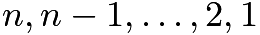 n, n − 1, . . . , 2, 1